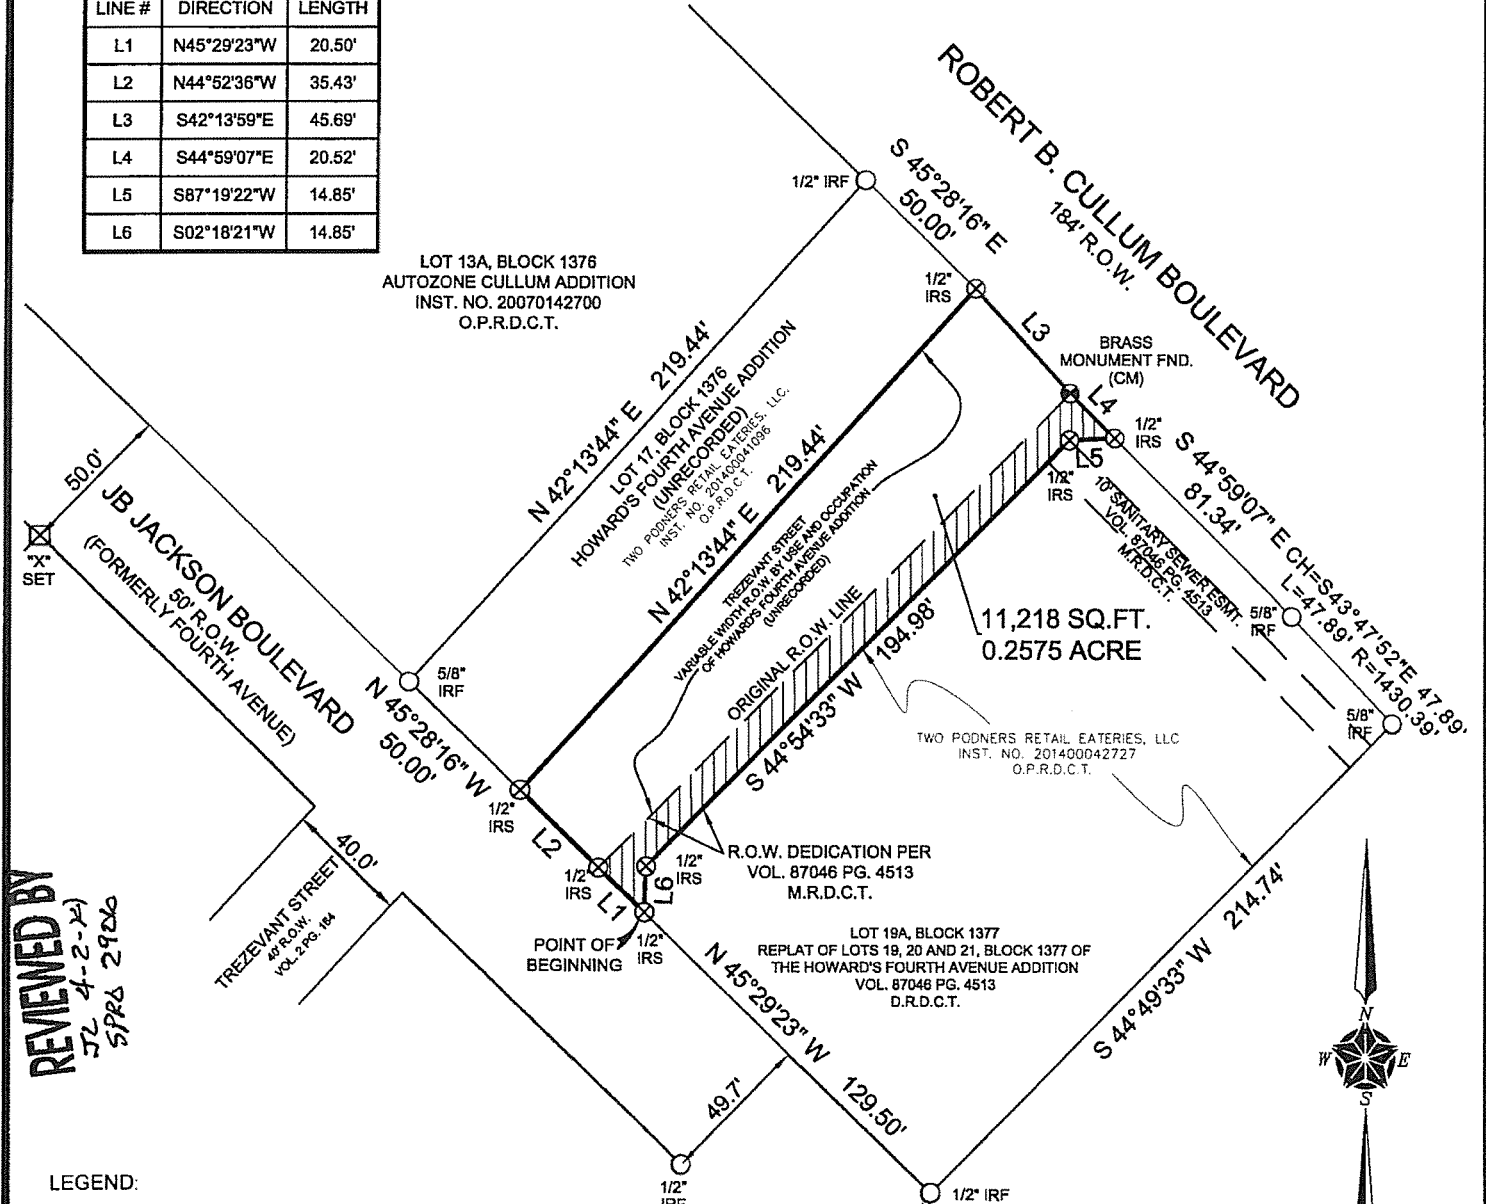 LINE # DIRECTION LENGTH
L1 N45°29'23"W 20.50'
L2 N44°52'36"W 35.43'
L3 S42°13'59"E 45.69'
L4 S44°59'07"E 20.52'
L5 S87°19'22"W 14.85'
L6 S02°18'21"W 14.85'
ROBERT B. CULLUM BOULEVARD
184' R.O.W.
S 45°28'16" E
50.00'
1/2" IRF
LOT 13A, BLOCK 1376
AUTOZONE CULLUM ADDITION
INST. NO. 20070142700
O.P.R.D.C.T.
1/2"
IRS
L3
BRASS
MONUMENT FND.
(CM)
L4
1/2"
IRS
L5
1/2"
IRS
N 42°13'44" E 219.44'
LOT 17, BLOCK 1376
HOWARD'S FOURTH AVENUE ADDITION
(UNRECORDED)
TWO PODNERS RETAIL EATERIES, LLC.
INST. NO. 201400041096
O.P.R.D.C.T.
N 42°13'44" E 219.44'
TREZEVANT STREET
VARIABLE WIDTH R.O.W. BY USE AND OCCUPATION
OF HOWARD'S FOURTH AVENUE ADDITION
(UNRECORDED)
ORIGINAL R.O.W. LINE
S 44°54'33" W 194.98'
11,218 SQ.FT.
0.2575 ACRE
10' SANITARY SEWER ESMT.
VOL. 87046 PG. 4513
M.R.D.C.T.
S 44°59'07" E
81.34'
CH=S43°47'52"E 47.89'
L=47.89' R=1430.39'
5/8"
IRF
5/8"
IRF
50.0'
"X"
SET
JB JACKSON BOULEVARD
(FORMERLY FOURTH AVENUE)
50' R.O.W.
5/8"
IRF
N 45°28'16" W
50.00'
1/2"
IRS
L2
1/2"
IRS
L1
1/2"
IRS
L6
TWO PODNERS RETAIL EATERIES, LLC
INST. NO. 201400042727
O.P.R.D.C.T.
R.O.W. DEDICATION PER
VOL. 87046 PG. 4513
M.R.D.C.T.
POINT OF
BEGINNING
1/2"
IRS
40.0'
TREZEVANT STREET
40' R.O.W.
VOL. 2 PG. 164
LOT 19A, BLOCK 1377
REPLAT OF LOTS 19, 20 AND 21, BLOCK 1377 OF
THE HOWARD'S FOURTH AVENUE ADDITION
VOL. 87046 PG. 4513
D.R.D.C.T.
N 45°29'23" W 129.50'
S 44°49'33" W 214.74'
49.7'
1/2"
IRF
1/2" IRF
N
W E
S
REVIEWED BY
JL 4-2-14
SPRG 2906
LEGEND: